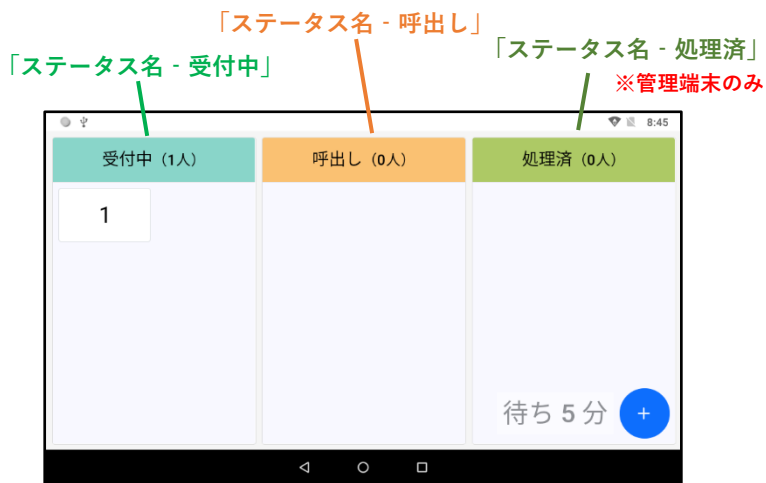 「ステータス名 - 呼出し」
「ステータス名 - 処理済」
「ステータス名 - 受付中」
※管理端末のみ
8:45
受付中（1人）
呼出し（0人）
処理済（0人）
1
待ち 5 分
+